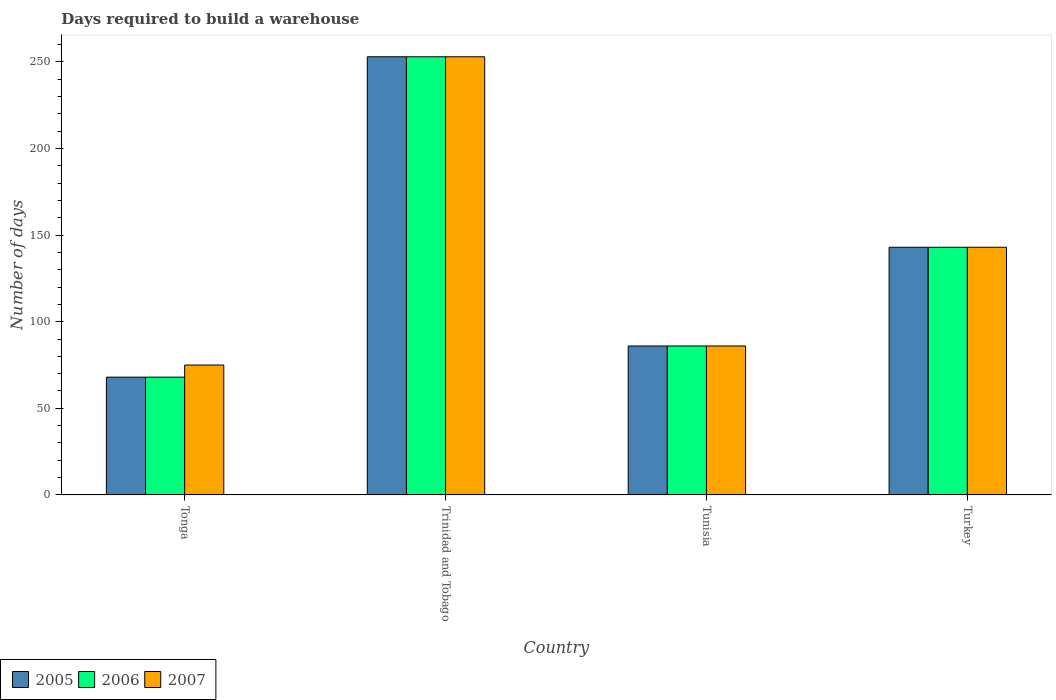 Days required to build a warehouse
Number of days
250
200
150
100
50
0
Tonga
Trinidad and Tobago
Tunisia
Turkey
Country
2005
2006
2007